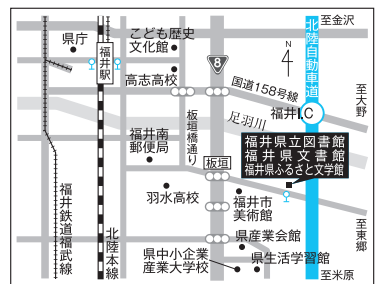 至金沢
こども歴史
文化館
県庁
福井駅
N
8
北陸自動車道
高志高校
国道158号線
至大野
足羽川
福井I.C
板垣橋通り
福井南
郵便局
板垣
福井県立図書館
福井県文書館
福井県ふるさと文学館
羽水高校
福井市
美術館
至東郷
福井鉄道福武線
北陸本線
県産業会館
県中小企業
産業大学校
県生活学習館
至米原